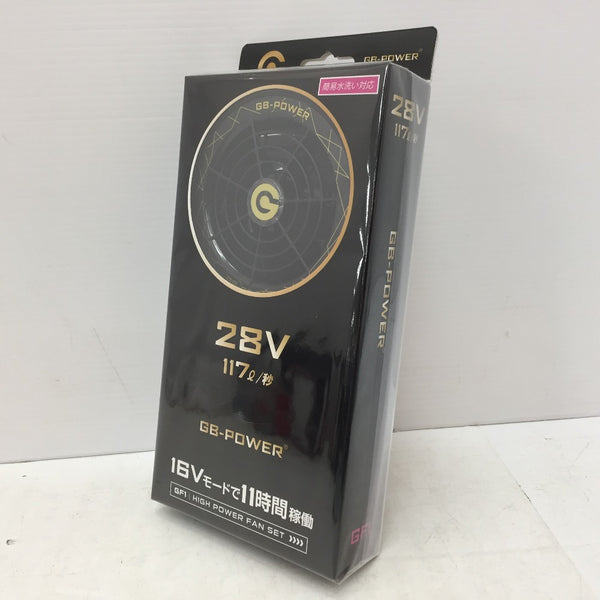 GB-POWER®
簡易水洗い対応
GB-POWER
28V
117ℓ/秒
GB-POWER®
16Vモードで11時間稼働
GF1 HIGH POWER FAN SET >>>>
28V
117ℓ/秒
GB-POWER®
GF1